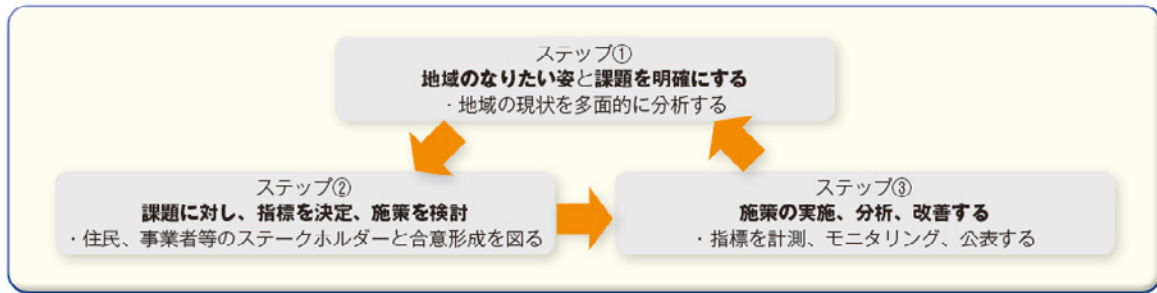 ステップ①
地域のなりたい姿と課題を明確にする
・地域の現状を多面的に分析する
ステップ②
課題に対し、指標を決定、施策を検討
・住民、事業者等のステークホルダーと合意形成を図る
ステップ③
施策の実施、分析、改善する
・指標を計測、モニタリング、公表する